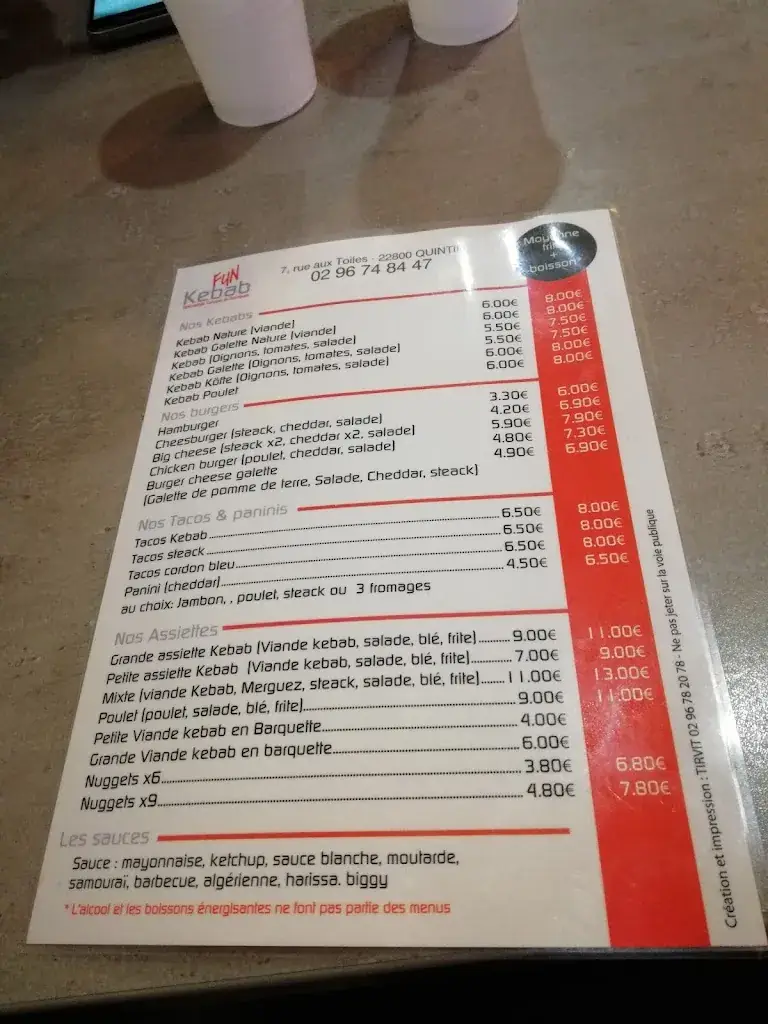 FUN
Kebab
7, rue aux Toiles - 22800 QUINTIN
02 96 74 84 47
Moyenne
frite
+
boisson*
Nos Kebabs
Kebab Nature (viande) 6.00€ 8.00€
Kebab Galette Nature (viande) 6.00€ 8.00€
Kebab (Oignons, tomates, salade) 5.50€ 7.50€
Kebab Galette (Oignons, tomates, salade) 5.50€ 7.50€
Kebab Köfte (Oignons, tomates, salade) 6.00€ 8.00€
Kebab Poulet 6.00€ 8.00€
Nos burgers
Hamburger 3.30€ 6.00€
Cheesburger (steack, cheddar, salade) 4.20€ 6.90€
Big cheese (steack x2, cheddar x2, salade) 5.90€ 7.90€
Chicken burger (poulet, cheddar, salade) 4.80€ 7.30€
Burger cheese galette 4.90€ 6.90€
(Galette de pomme de terre, Salade, Cheddar, steack)
Nos Tacos & paninis
Tacos Kebab 6.50€ 8.00€
Tacos steack 6.50€ 8.00€
Tacos cordon bleu 6.50€ 8.00€
Panini (cheddar) 4.50€ 6.50€
au choix: Jambon, , poulet, steack ou 3 fromages
Nos Assiettes
Grande assiette Kebab (Viande kebab, salade, blé, frite) 9.00€ 11.00€
Petite assiette Kebab (Viande kebab, salade, blé, frite) 7.00€ 9.00€
Mixte (viande Kebab, Merguez, steack, salade, blé, frite) 11.00€ 13.00€
Poulet (poulet, salade, blé, frite) 9.00€ 11.00€
Petite Viande kebab en Barquette 4.00€
Grande Viande kebab en barquette 6.00€
Nuggets x6 3.80€ 6.80€
Nuggets x9 4.80€ 7.80€
Les sauces
Sauce : mayonnaise, ketchup, sauce blanche, moutarde,
samouraï, barbecue, algérienne, harissa. biggy
* L'alcool et les boissons énergisantes ne font pas partie des menus
Création et impression : TIRVIT 02 96 78 20 78 - Ne pas jeter sur la voie publique